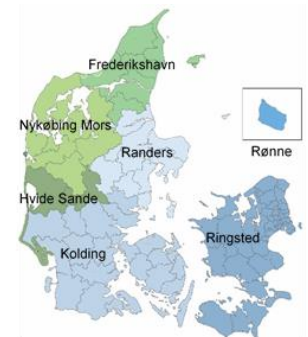 Frederikshavn
Nykøbing Mors
Randers
Rønne
Hvide Sande
Ringsted
Kolding